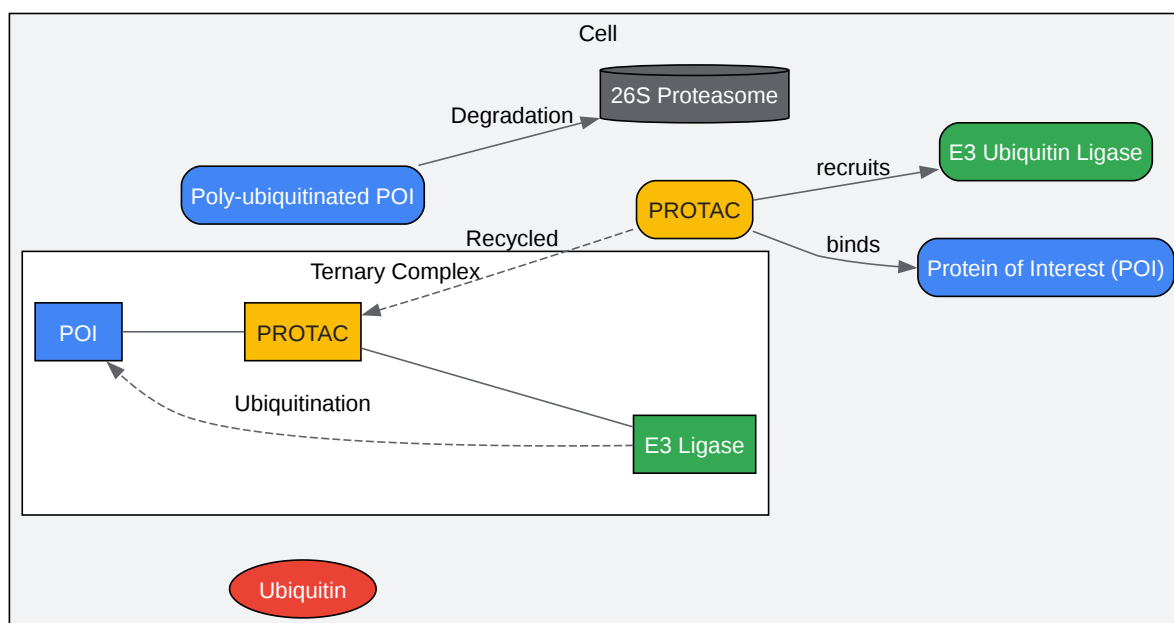 Cell
26S Proteasome
Degradation
E3 Ubiquitin Ligase
recruits
Poly-ubiquitinated POI
PROTAC
Recycled
binds
Protein of Interest (POI)
Ternary Complex
POI
PROTAC
Ubiquitination
E3 Ligase
Ubiquitin